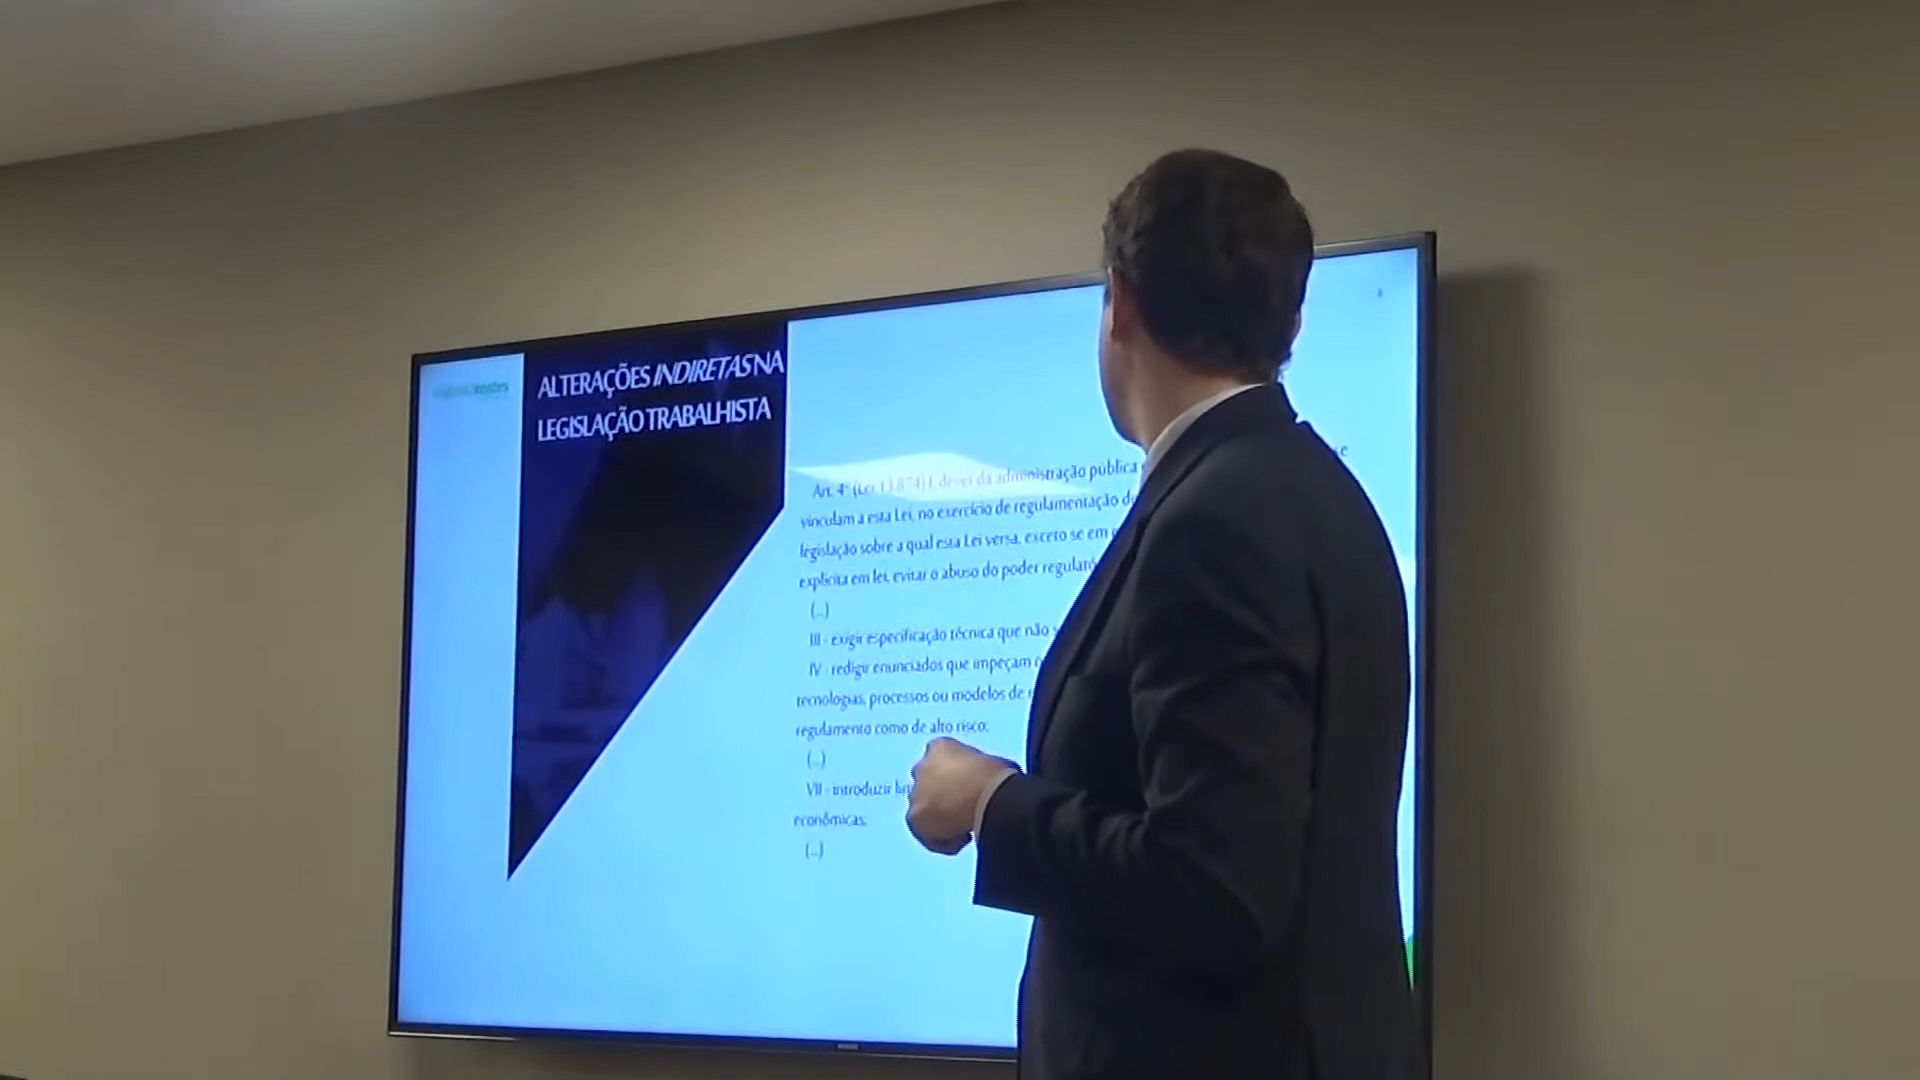 ALTERAÇÕES INDIRETAS NA
LEGISLAÇÃO TRABALHISTA
Art. 4º (Lei 13.874) É dever da administração pública
vinculam a esta Lei, no exercício de regulamentação
legislação sobre a qual esta Lei versa, exceto se em
explícita em lei, evitar o abuso do poder
(...)
III - exigir especificação técnica que não
IV - redigir enunciados que impeçam
tecnologias, processos ou modelos de
regulamento como de alto risco;
(...)
VII - introduzir
econômicas;
(...)